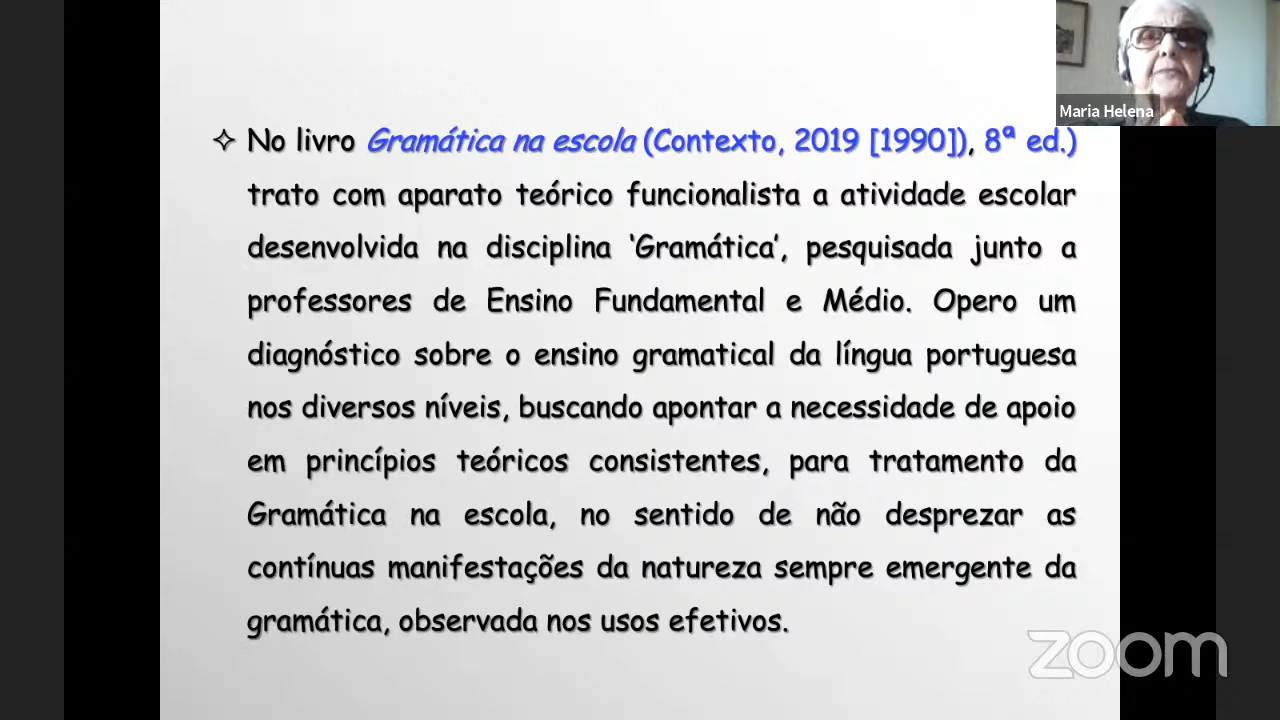 Maria Helena
✧ No livro Gramática na escola (Contexto, 2019 [1990]), 8ª ed.)
trato com aparato teórico funcionalista a atividade escolar
desenvolvida na disciplina ‘Gramática’, pesquisada junto a
professores de Ensino Fundamental e Médio. Opero um
diagnóstico sobre o ensino gramatical da língua portuguesa
nos diversos níveis, buscando apontar a necessidade de apoio
em princípios teóricos consistentes, para tratamento da
Gramática na escola, no sentido de não desprezar as
contínuas manifestações da natureza sempre emergente da
gramática, observada nos usos efetivos.
zoom